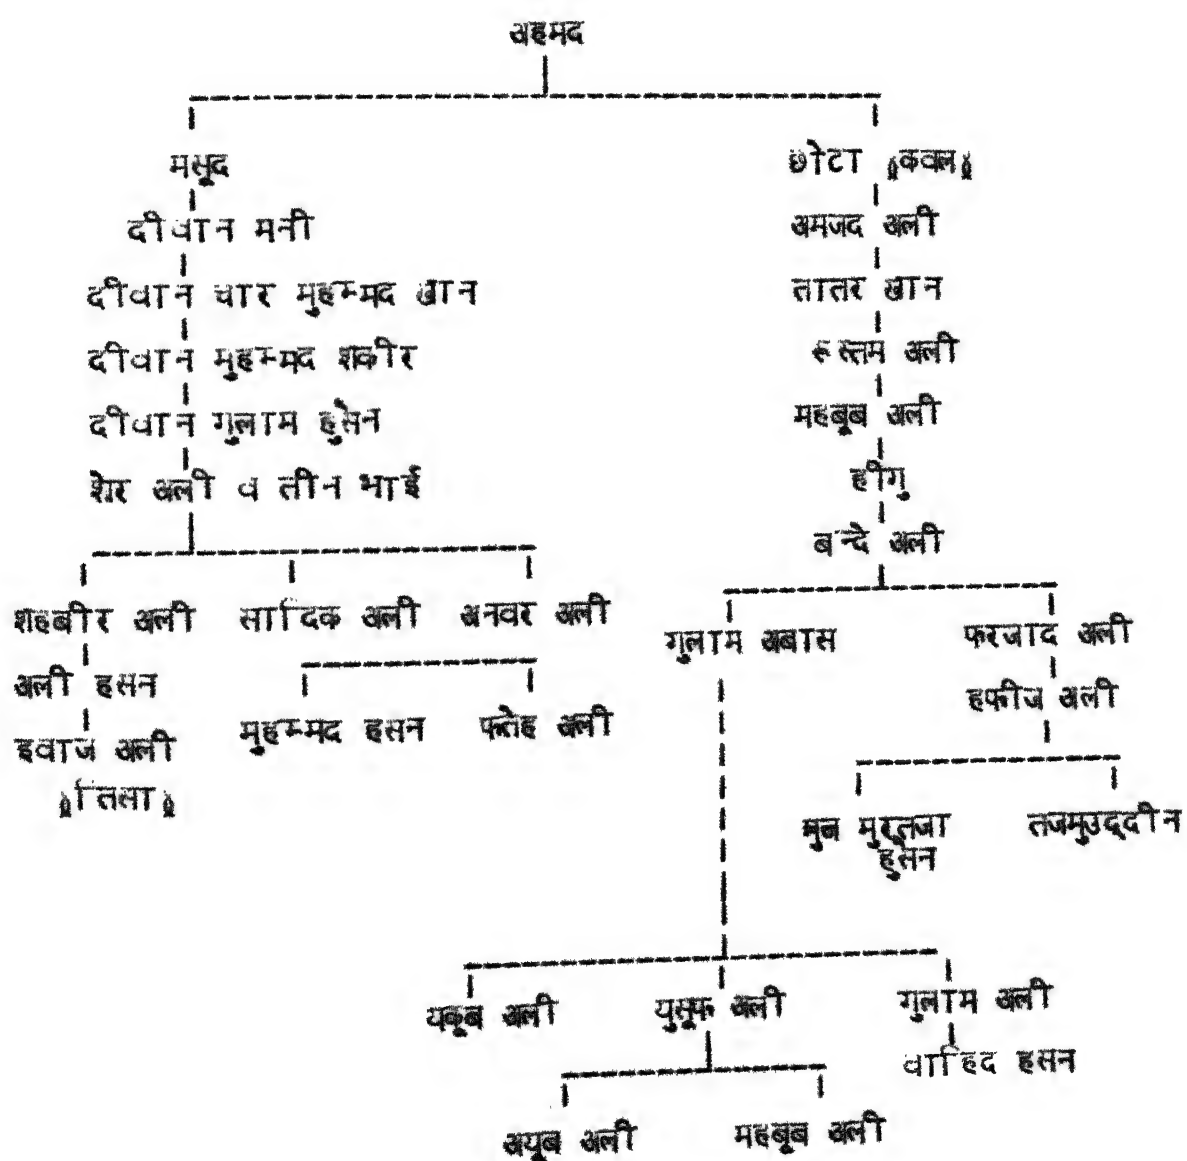 अहमद
मसूद
छोटा (कवल)
दीवान मनी
अमजद अली
दीवान चार मुहम्मद खान
तातर खान
दीवान मुहम्मद शकीर
रूस्तम अली
दीवान गुलाम हुसैन
महबूब अली
शेर अली व तीन भाई
हीगु
बन्दे अली
शहबीर अली सादिक अली अनवर अली
गुलाम अबास फरजाद अली
अली हसन
हफीज अली
इवाज अली
मुहम्मद हसन फतेह अली
(तिसा)
मुन मुरतजा
हुसैन
तजमुउद्दीन
यकूब अली युसूफ अली गुलाम अली
वाहिद हसन
अयूब अली महबूब अली